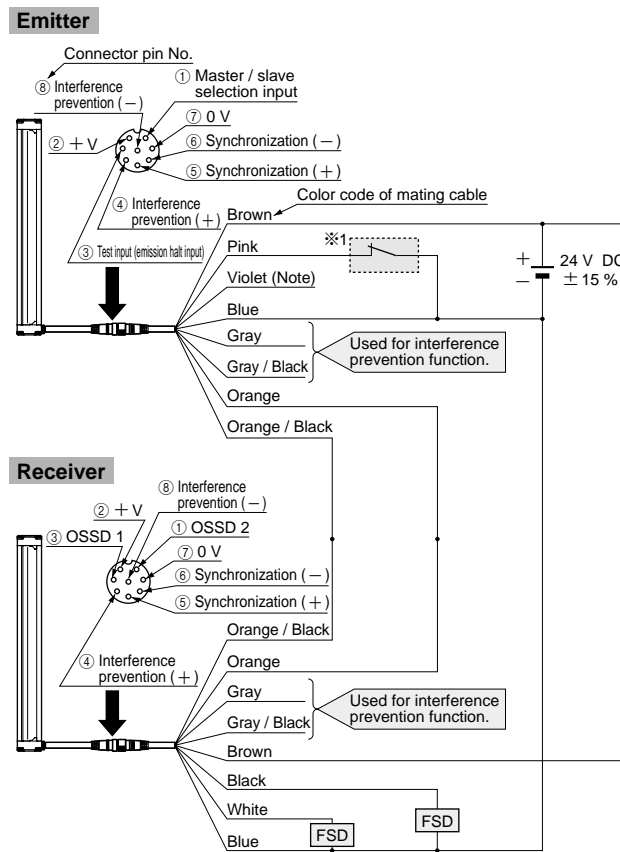 Emitter
Connector pin No.
⑧ Interference
prevention (−)
① Master / slave
selection input
⑦ 0 V
② + V
⑥ Synchronization (−)
⑤ Synchronization (+)
④ Interference
prevention (+)
③ Test input (emission halt input)
Color code of mating cable
Brown
Pink
※1
Violet (Note)
Blue
+
−
24 V DC
± 15 %
Gray
Gray / Black
Used for interference
prevention function.
Orange
Orange / Black
Receiver
⑧ Interference
prevention (−)
② + V
③ OSSD 1
① OSSD 2
⑦ 0 V
⑥ Synchronization (−)
⑤ Synchronization (+)
④ Interference
prevention (+)
Orange / Black
Orange
Gray
Gray / Black
Used for interference
prevention function.
Brown
Black
White
FSD
FSD
Blue